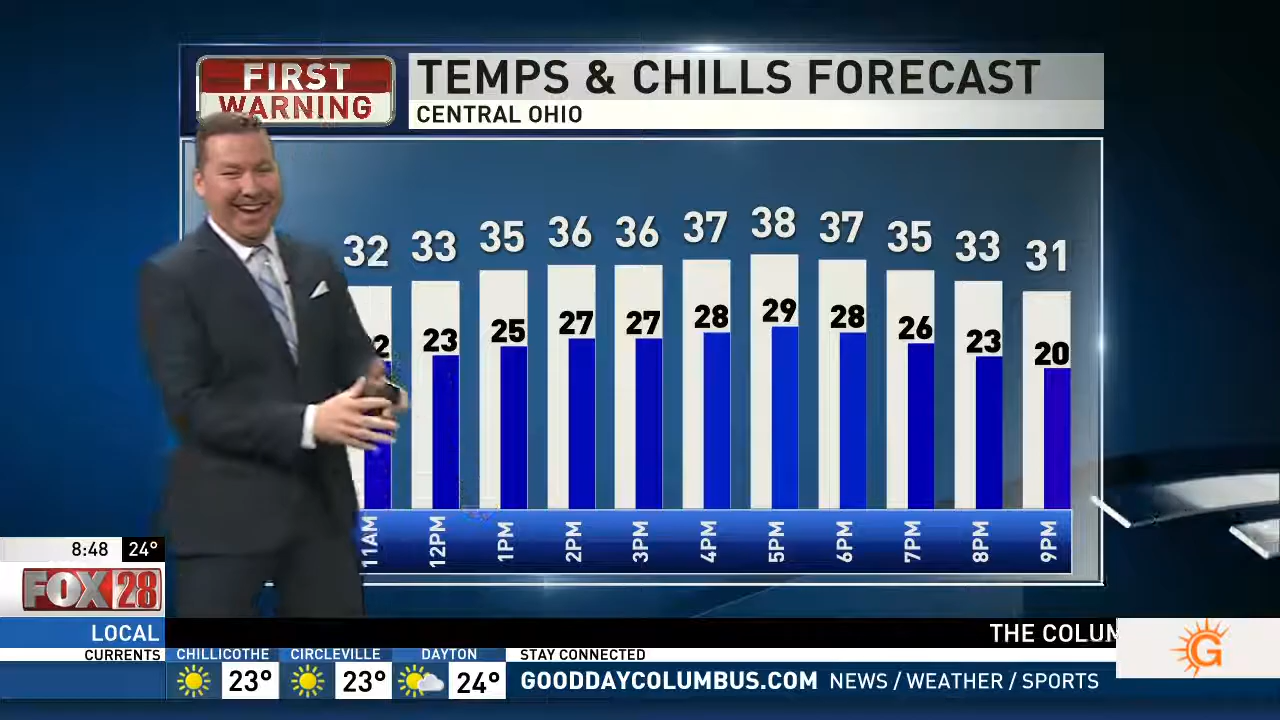 FIRST
WARNING
TEMPS & CHILLS FORECAST
CENTRAL OHIO
32 33 35 36 36 37 38 37 35 33 31
23 25 27 27 28 29 28 26 23 20
11AM 12PM 1PM 2PM 3PM 4PM 5PM 6PM 7PM 8PM 9PM
8:48 24°
FOX 28
LOCAL
THE COLUM
G
CURRENTS
CHILLICOTHE CIRCLEVILLE DAYTON STAY CONNECTED
23° 23° 24° GOODDAYCOLUMBUS.COM NEWS / WEATHER / SPORTS